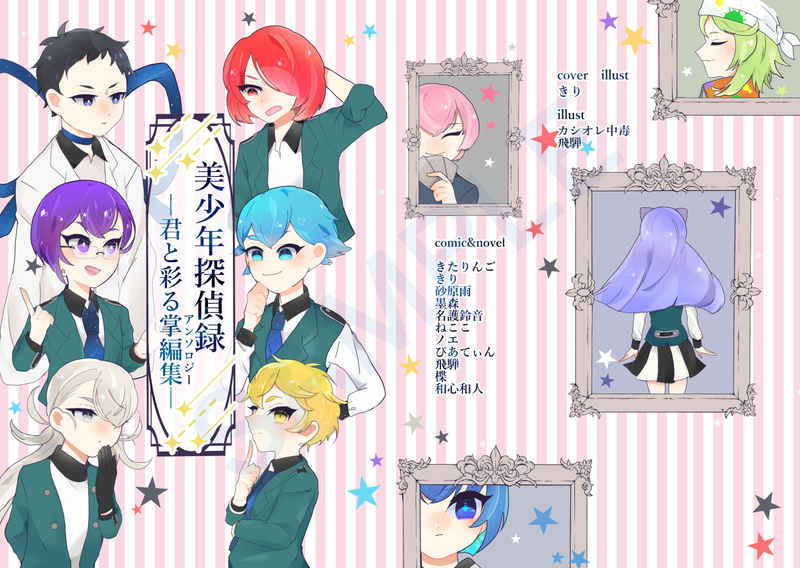 美少年探偵録
―君と彩る掌編集―
アンソロジー
cover illust
きり
illust
カシオレ中毒
飛騨
comic&novel
きたりんご
きり
砂原雨
墨森
名護鈴音
ねここ
ノエ
ぴあてぃん
飛騨
楪
和心和人
SAMPLE